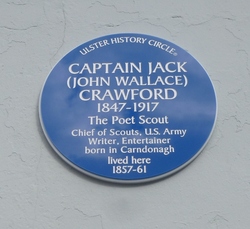 ULSTER HISTORY CIRCLE
CAPTAIN JACK
(JOHN WALLACE)
CRAWFORD
1847-1917
The Poet Scout
Chief of Scouts, U.S. Army
Writer, Entertainer
born in Carndonagh
lived here
1857-61